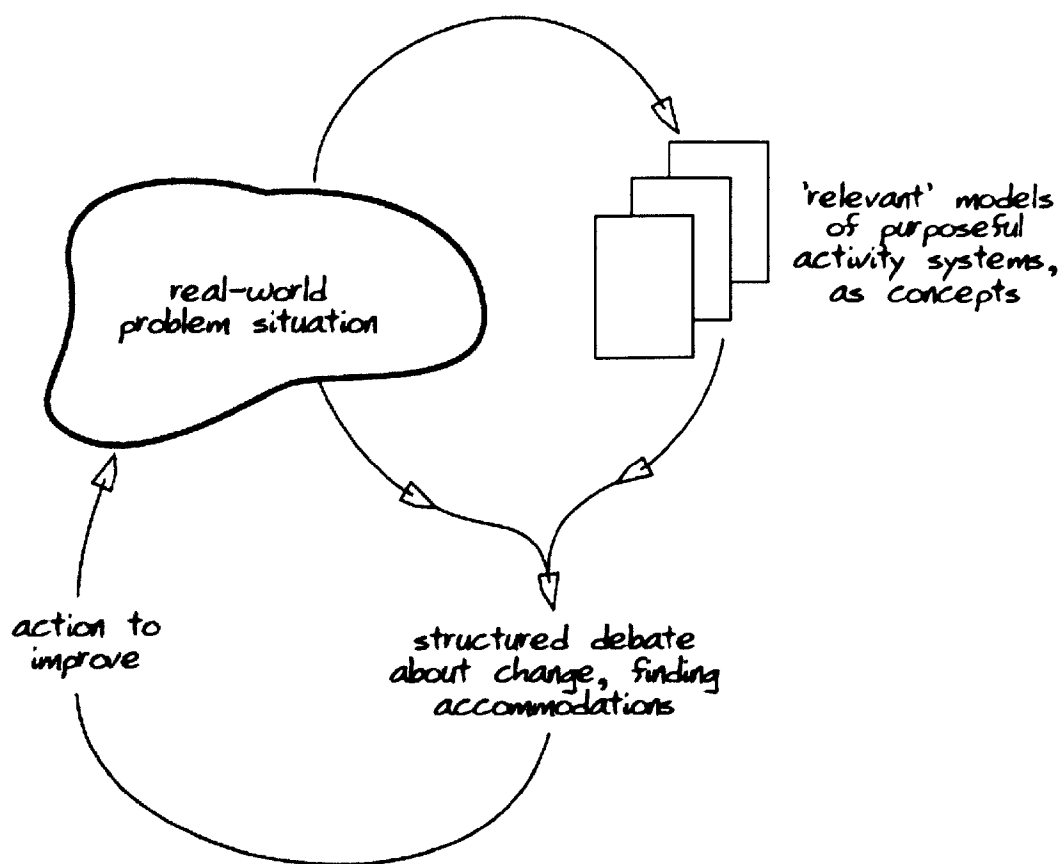 'relevant' models
of purposeful
activity systems,
as concepts
real-world
problem situation
action to
improve
structured debate
about change, finding
accommodations